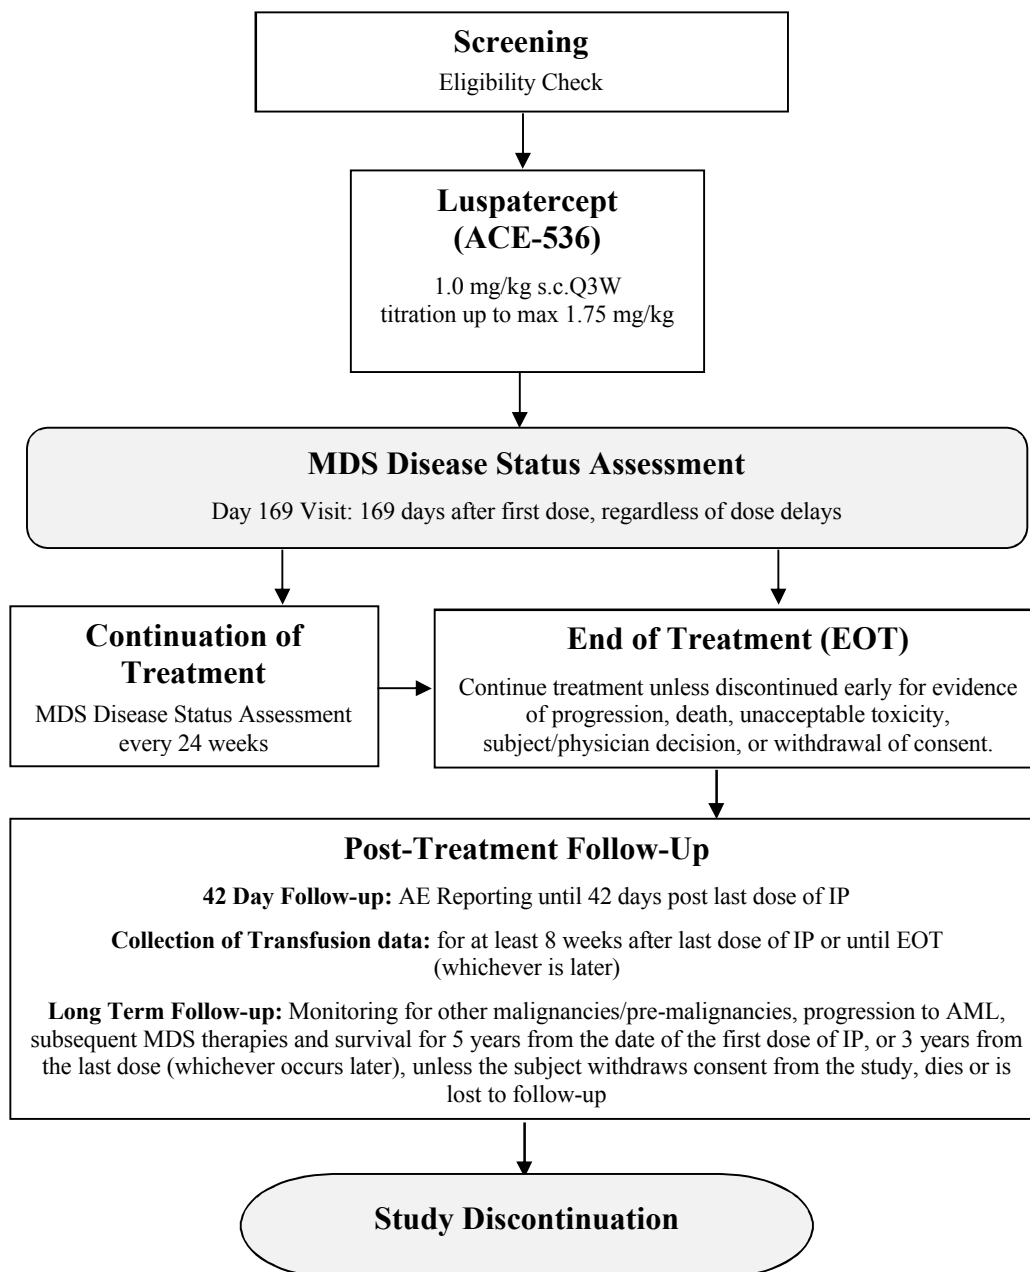 Screening
Eligibility Check
Luspatercept
(ACE-536)
1.0 mg/kg s.c.Q3W
titration up to max 1.75 mg/kg
MDS Disease Status Assessment
Day 169 Visit: 169 days after first dose, regardless of dose delays
Continuation of
Treatment
MDS Disease Status Assessment
every 24 weeks
End of Treatment (EOT)
Continue treatment unless discontinued early for evidence
of progression, death, unacceptable toxicity,
subject/physician decision, or withdrawal of consent.
Post-Treatment Follow-Up
42 Day Follow-up: AE Reporting until 42 days post last dose of IP
Collection of Transfusion data: for at least 8 weeks after last dose of IP or until EOT
(whichever is later)
Long Term Follow-up: Monitoring for other malignancies/pre-malignancies, progression to AML,
subsequent MDS therapies and survival for 5 years from the date of the first dose of IP, or 3 years from
the last dose (whichever occurs later), unless the subject withdraws consent from the study, dies or is
lost to follow-up
Study Discontinuation